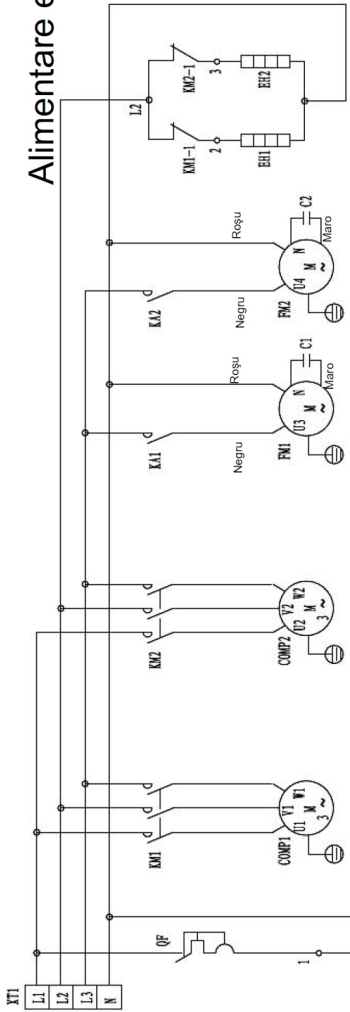 Alimentare e
XT1
L1
L2
L3
N
QF
1
KM1
COMP1
U1
V1
W1
M
3
~
KM2
COMP2
U2
V2
W2
M
3
~
KA1
Negru
Roșu
FM1
U3
N
M
~
C1
Maro
KA2
Negru
Roșu
FM2
U4
N
M
~
C2
Maro
L2
KM1-1
2
EH1
KM2-1
3
EH2